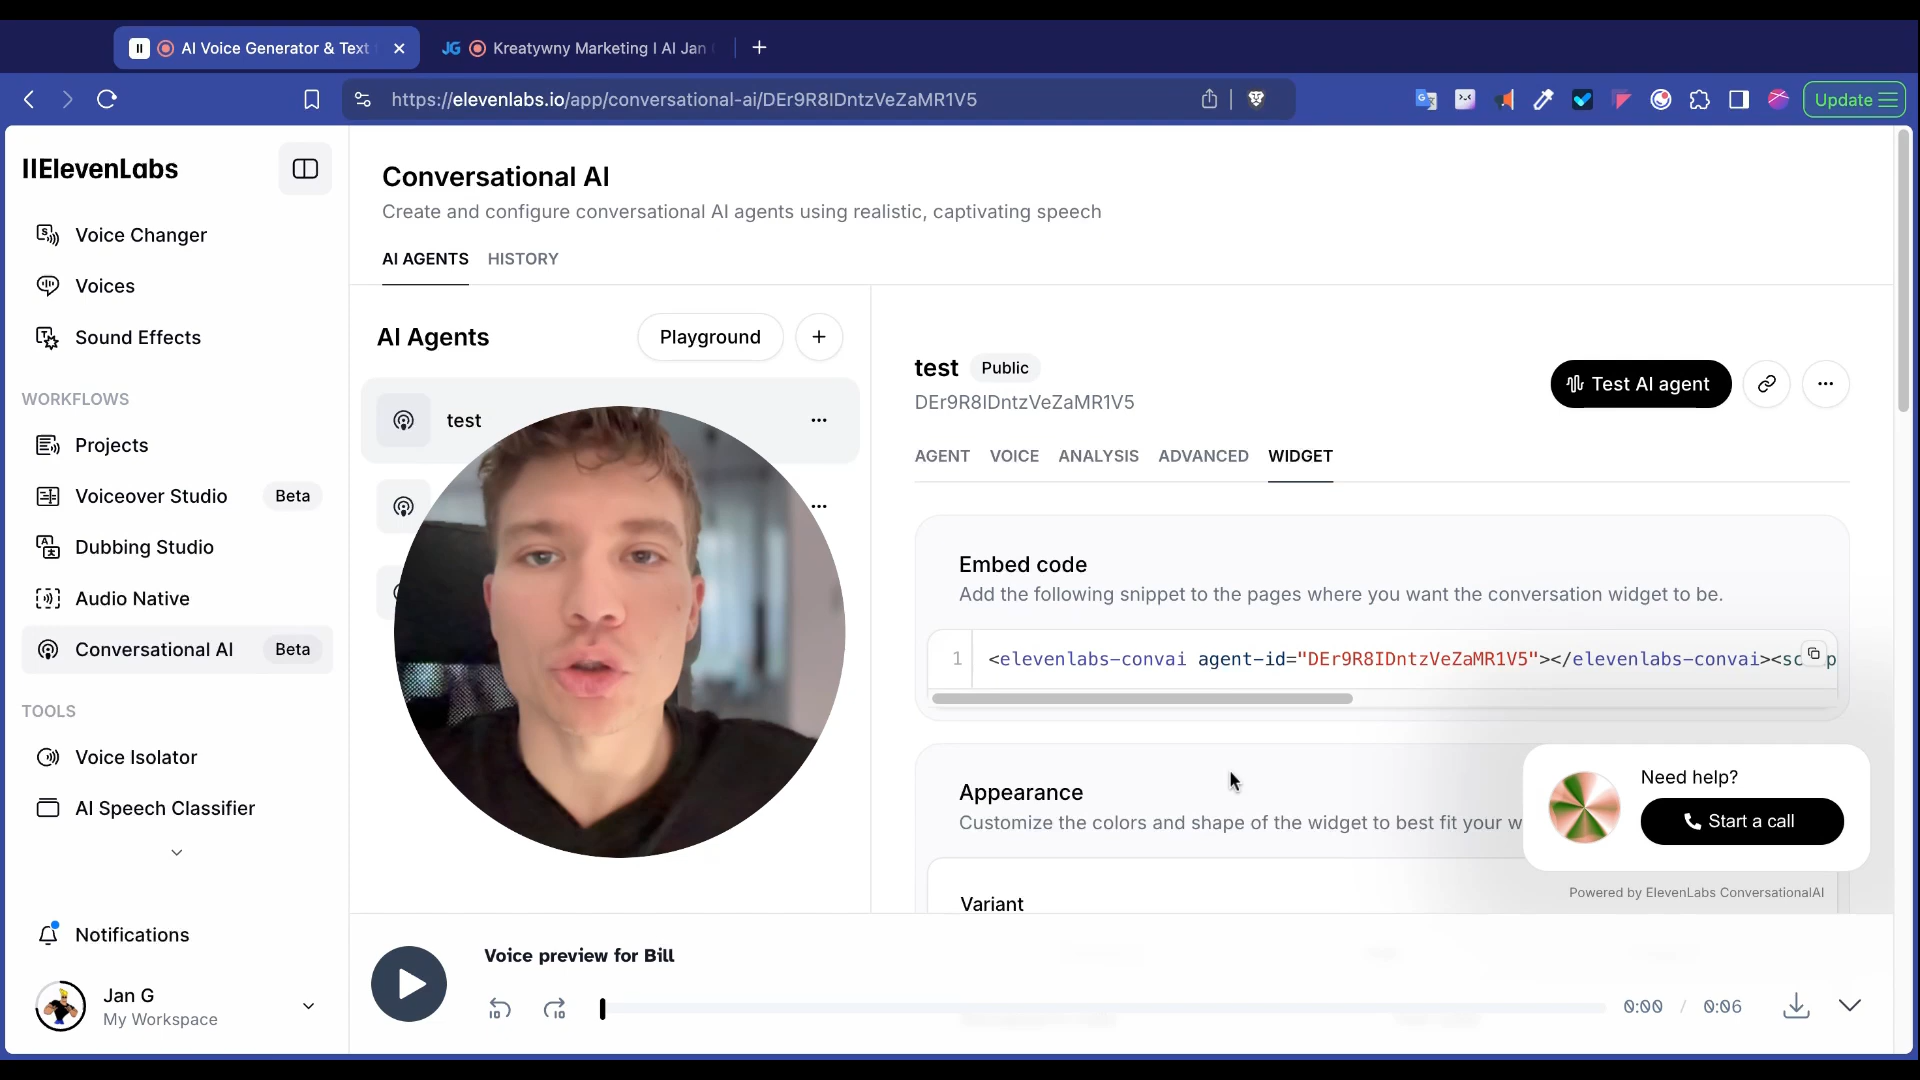 AI Voice Generator & Text
JG
Kreatywny Marketing I AI Jan
https://elevenlabs.io/app/conversational-ai/DEr9R8IDntzVeZaMR1V5
Update
IIElevenLabs
Voice Changer
Voices
Sound Effects
WORKFLOWS
Projects
Voiceover Studio Beta
Dubbing Studio
Audio Native
Conversational AI Beta
TOOLS
Voice Isolator
AI Speech Classifier
Notifications
Jan G
My Workspace
Conversational AI
Create and configure conversational AI agents using realistic, captivating speech
AI AGENTS HISTORY
AI Agents
Playground
test
test Public
DEr9R8IDntzVeZaMR1V5
Test AI agent
AGENT VOICE ANALYSIS ADVANCED WIDGET
Embed code
Add the following snippet to the pages where you want the conversation widget to be.
1 <elevenlabs-convai agent-id="DEr9R8IDntzVeZaMR1V5"></elevenlabs-convai><sc p
Appearance
Customize the colors and shape of the widget to best fit your w
Variant
Need help?
Start a call
Powered by ElevenLabs ConversationalAI
Voice preview for Bill
10 10
0:00 / 0:06